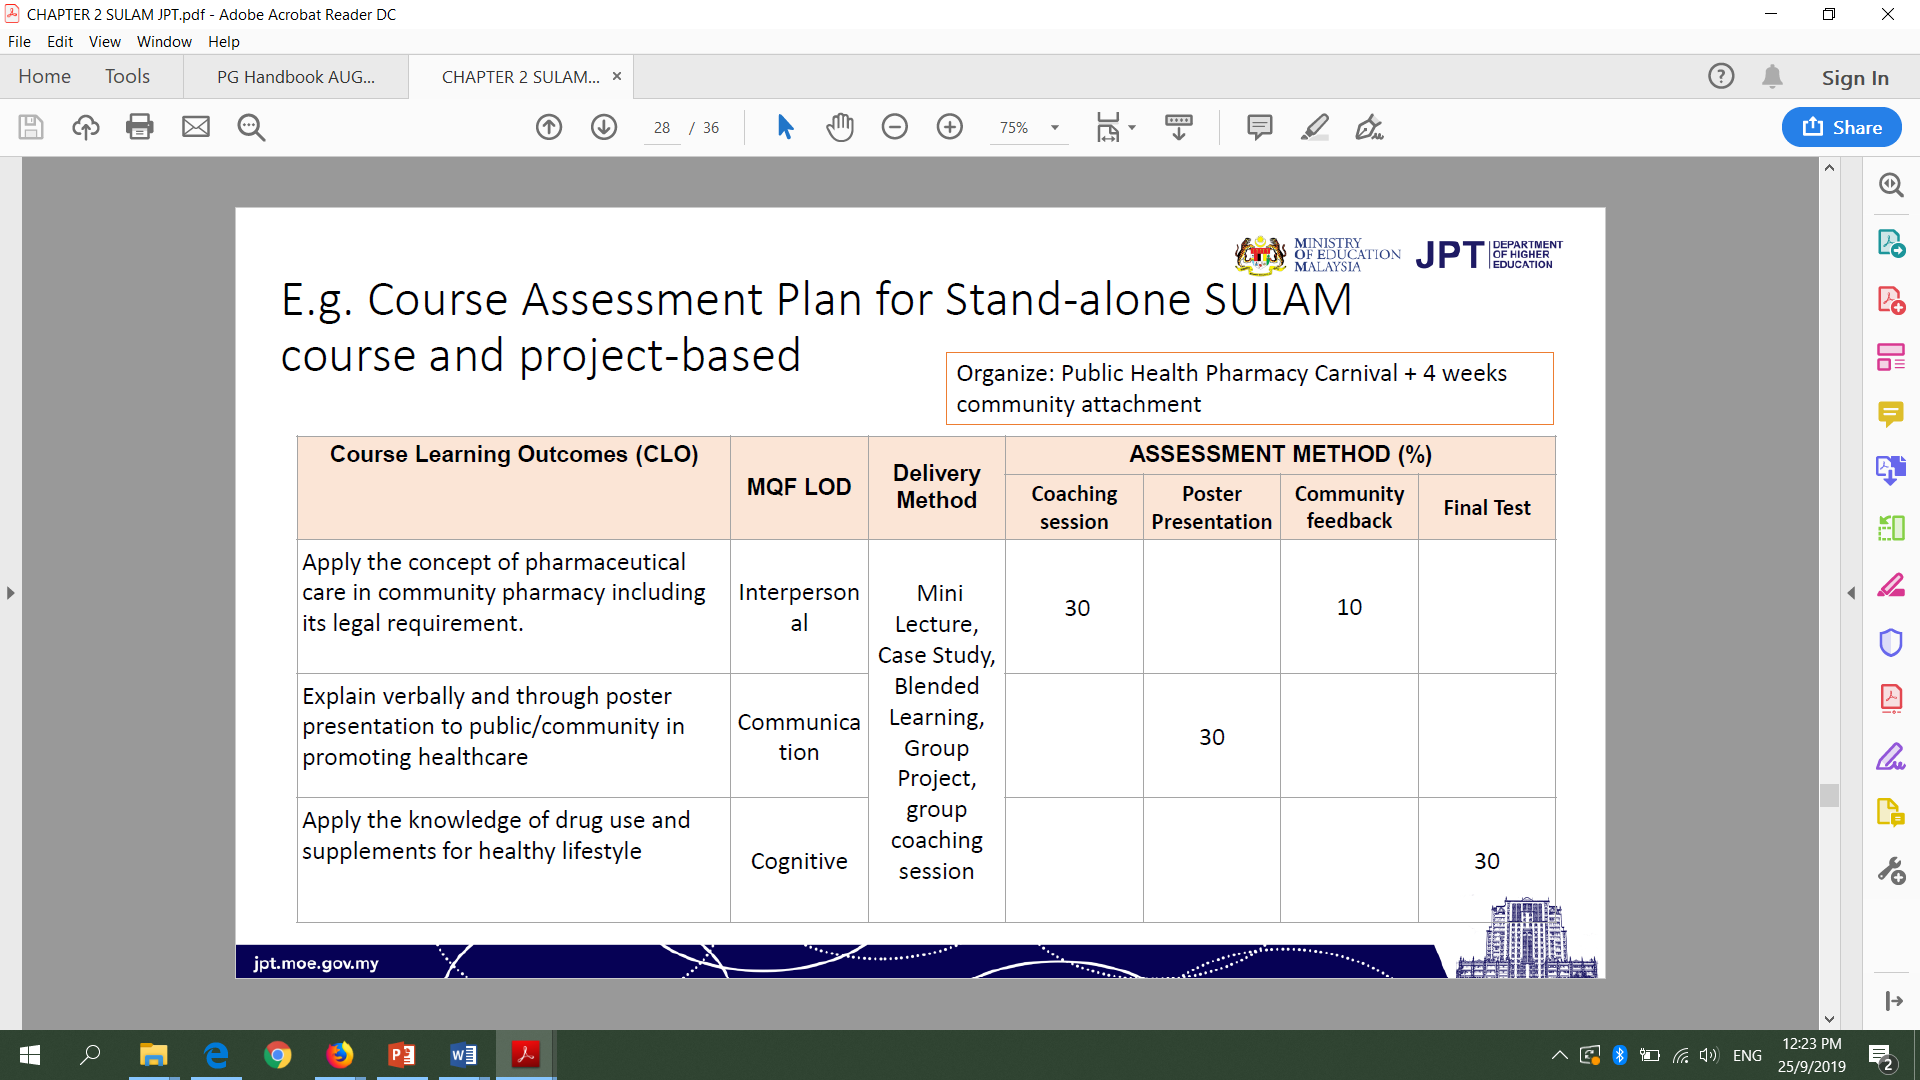 CHAPTER 2 SULAM JPT.pdf - Adobe Acrobat Reader DC
File Edit View Window Help
Home Tools PG Handbook AUG... CHAPTER 2 SULAM... ×
Sign In
28 / 36 75% Share
MINISTRY
OF EDUCATION
MALAYSIA
JPT
DEPARTMENT
OF HIGHER
EDUCATION
E.g. Course Assessment Plan for Stand-alone SULAM
course and project-based
Organize: Public Health Pharmacy Carnival + 4 weeks
community attachment
Course Learning Outcomes (CLO)
MQF LOD
Delivery
Method
ASSESSMENT METHOD (%)
Coaching
session
Poster
Presentation
Community
feedback
Final Test
Apply the concept of pharmaceutical
care in community pharmacy including
its legal requirement.
Interperson
al
Mini
Lecture,
Case Study,
Blended
Learning,
Group
Project,
group
coaching
session
30
10
Explain verbally and through poster
presentation to public/community in
promoting healthcare
Communica
tion
30
Apply the knowledge of drug use and
supplements for healthy lifestyle
Cognitive
30
jpt.moe.gov.my
ENG
12:23 PM
25/9/2019
2